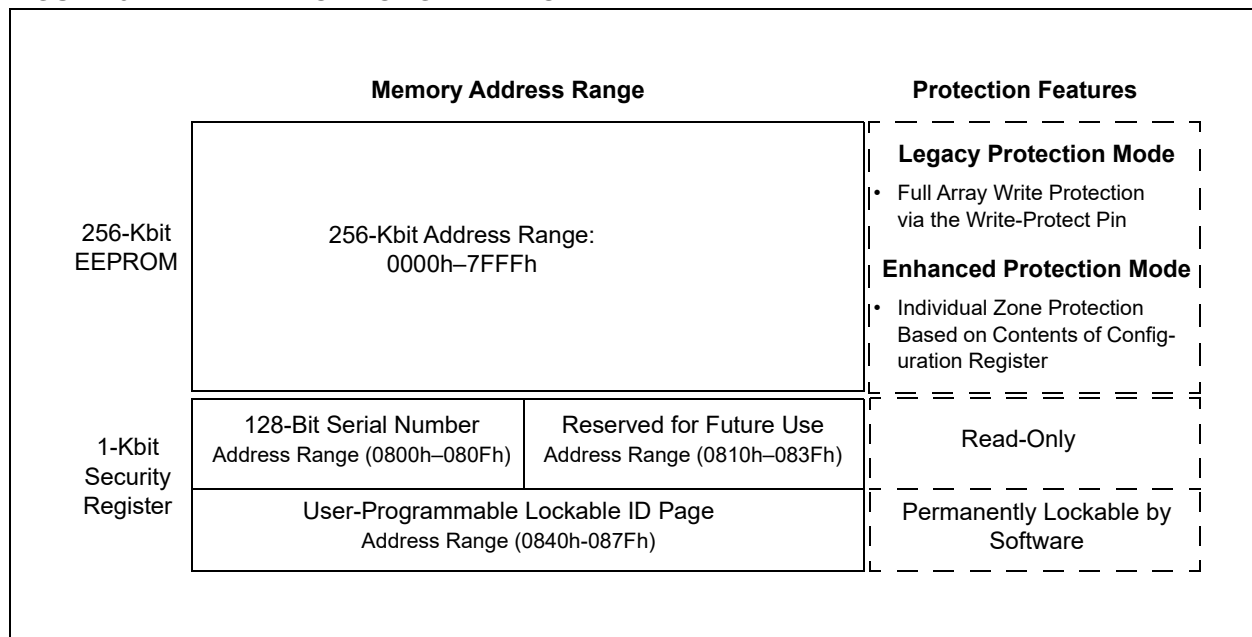 Memory Address Range
Protection Features
256-Kbit
EEPROM
256-Kbit Address Range:
0000h–7FFFh
Legacy Protection Mode
• Full Array Write Protection
via the Write-Protect Pin
Enhanced Protection Mode
• Individual Zone Protection
Based on Contents of Config-
uration Register
1-Kbit
Security
Register
128-Bit Serial Number
Address Range (0800h–080Fh)
Reserved for Future Use
Address Range (0810h–083Fh)
Read-Only
User-Programmable Lockable ID Page
Address Range (0840h-087Fh)
Permanently Lockable by
Software